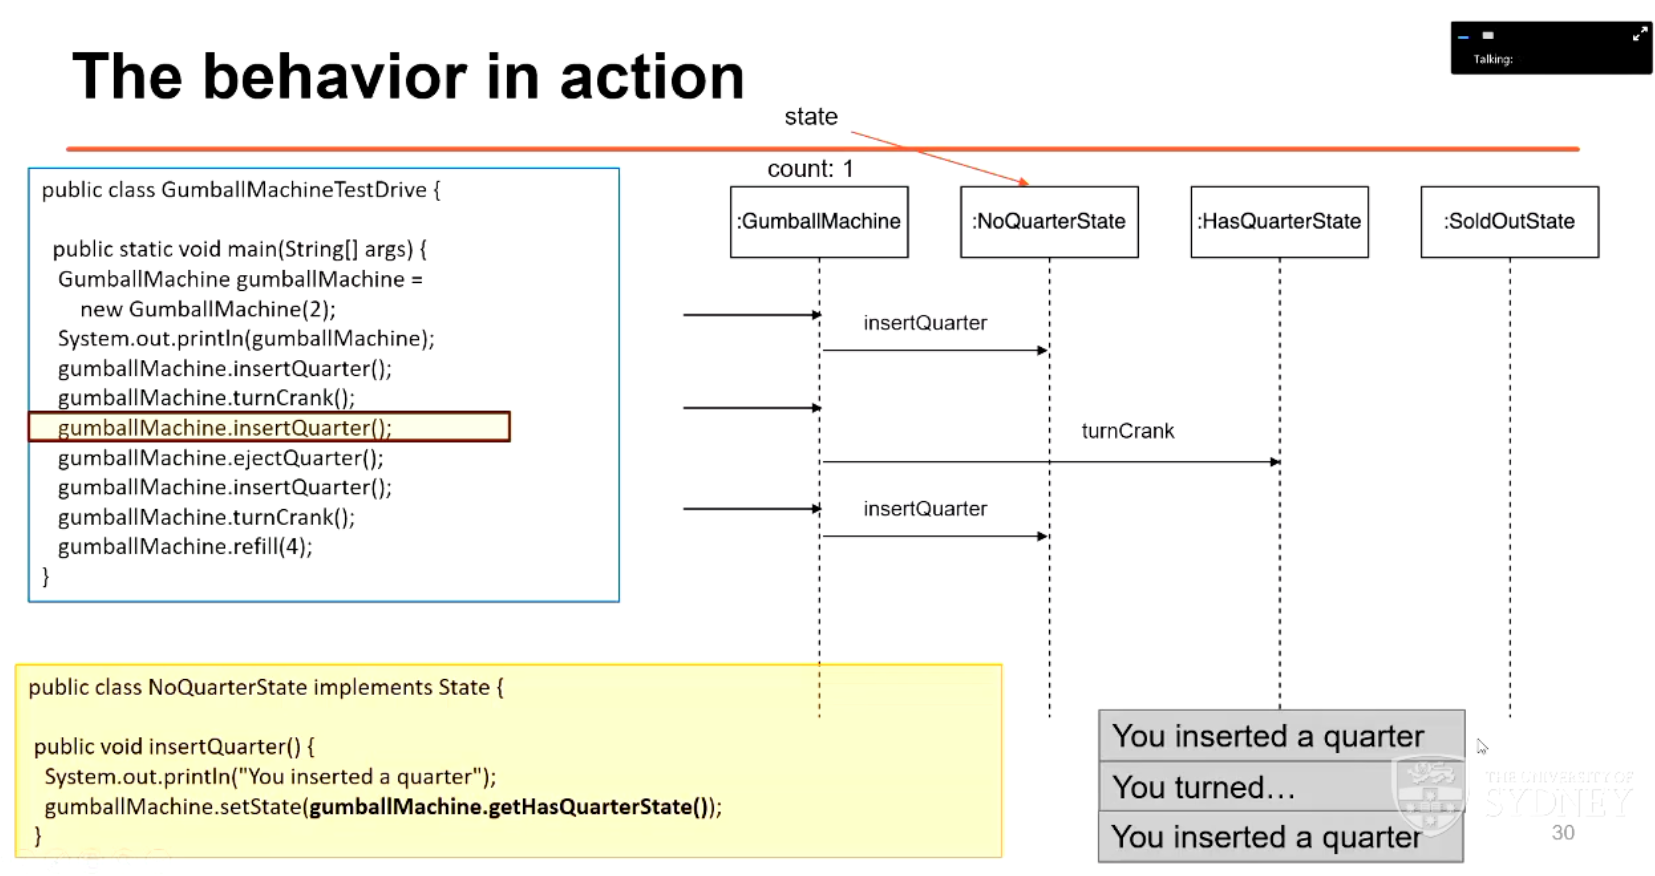 The behavior in action
Talking:
state
count: 1
public class GumballMachineTestDrive {
public static void main(String[] args) {
GumballMachine gumballMachine =
new GumballMachine(2);
System.out.println(gumballMachine);
gumballMachine.insertQuarter();
gumballMachine.turnCrank();
gumballMachine.insertQuarter();
gumballMachine.ejectQuarter();
gumballMachine.insertQuarter();
gumballMachine.turnCrank();
gumballMachine.refill(4);
}
:GumballMachine
:NoQuarterState
:HasQuarterState
:SoldOutState
insertQuarter
turnCrank
insertQuarter
public class NoQuarterState implements State {
public void insertQuarter() {
System.out.println("You inserted a quarter");
gumballMachine.setState(gumballMachine.getHasQuarterState());
}
You inserted a quarter
You turned…
You inserted a quarter
THE UNIVERSITY OF
SYDNEY
30